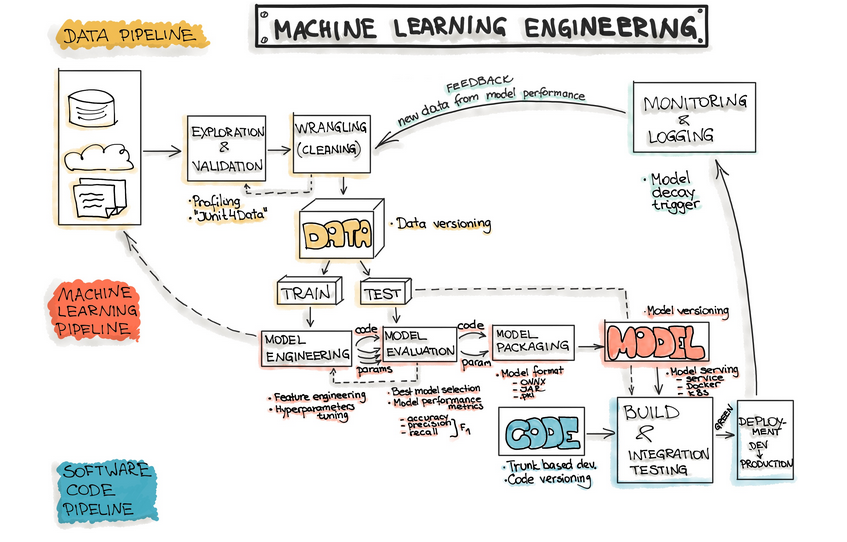 DATA PIPELINE
MACHINE LEARNING ENGINEERING
EXPLORATION
&
VALIDATION
• Profiling
• "JUnit4Data"
WRANGLING
(CLEANING)
FEEDBACK
new data from model performance
MONITORING
&
LOGGING
• Model
decay
trigger
DATA
• Data versioning
TRAIN
TEST
MACHINE
LEARNING
PIPELINE
MODEL
ENGINEERING
• Feature engineering
• Hyperparameters
tuning
code
params
MODEL
EVALUATION
• Best model selection
• Model performance
metrics
- accuracy
- precision
- recall
F1
code
param
MODEL
PACKAGING
• Model format
- ONNX
- JAR
- .pkl
• Model versioning
MODEL
• Model serving
- service
- Docker
- K8S
SOFTWARE
CODE
PIPELINE
CODE
• Trunk based dev.
• Code versioning
BUILD
&
INTEGRATION
TESTING
GREEN
DEPLOY-
MENT
DEV
↓
PRODUCTION